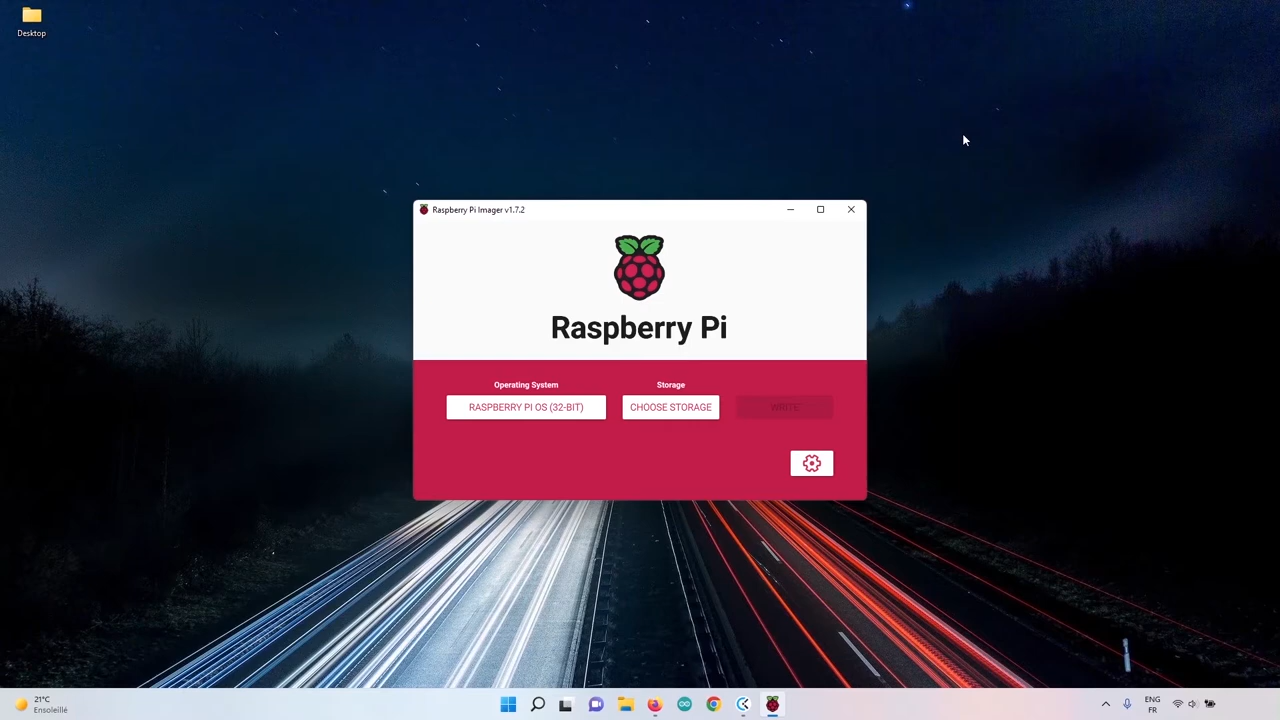 Desktop
Raspberry Pi Imager v1.7.2
Raspberry Pi
Operating System
Storage
RASPBERRY PI OS (32-BIT)
CHOOSE STORAGE
WRITE
21°C
Ensoleillé
ENG
FR